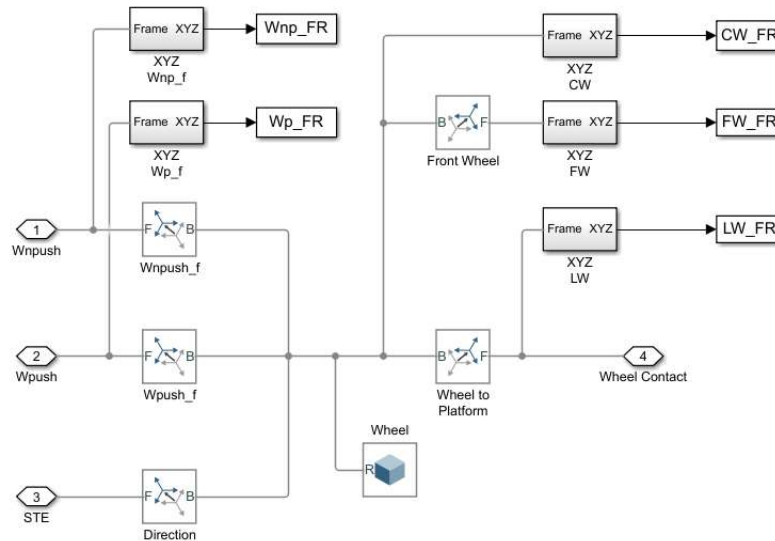 Frame XYZ
XYZ
Wnp_f
Wnp_FR
Frame XYZ
XYZ
CW
CW_FR
Frame XYZ
XYZ
Wp_f
Wp_FR
B F
Front Wheel
Frame XYZ
XYZ
FW
FW_FR
1
Wnpush
F B
Wnpush_f
Frame XYZ
XYZ
LW
LW_FR
2
Wpush
F B
Wpush_f
B F
Wheel to
Platform
4
Wheel Contact
Wheel
R
3
STE
F B
Direction